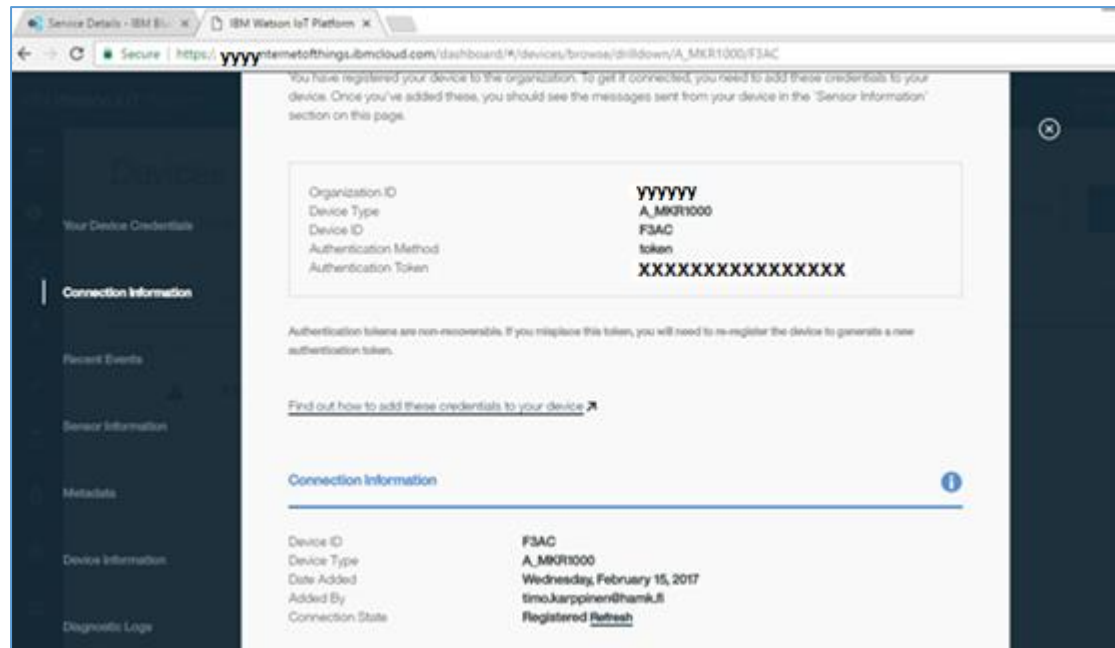 Service Details - IBM Blu
IBM Watson IoT Platform
Secure https:/ yyyy nternetofthings.ibmcloud.com/dashboard/#/devices/browse/drilldown/A_MKR1000/F3AC
You have registered your device to the organization. To get it connected, you need to add these credentials to your
device. Once you've added these, you should see the messages sent from your device in the 'Sensor Information'
section on this page.
Devices
Organization ID yyyyyy
Device Type A_MKR1000
Device ID F3AC
Authentication Method token
Authentication Token XXXXXXXXXXXXXXXX
Your Device Credentials
Connection Information
Authentication tokens are non-recoverable. If you misplace this token, you will need to re-register the device to generate a new
authentication token.
Recent Events
Find out how to add these credentials to your device
Sensor Information
Connection Information
Metadata
Device ID F3AC
Device Type A_MKR1000
Date Added Wednesday, February 15, 2017
Added By timo.karppinen@hamk.fi
Connection State Registered Refresh
Device Information
Diagnostic Logs